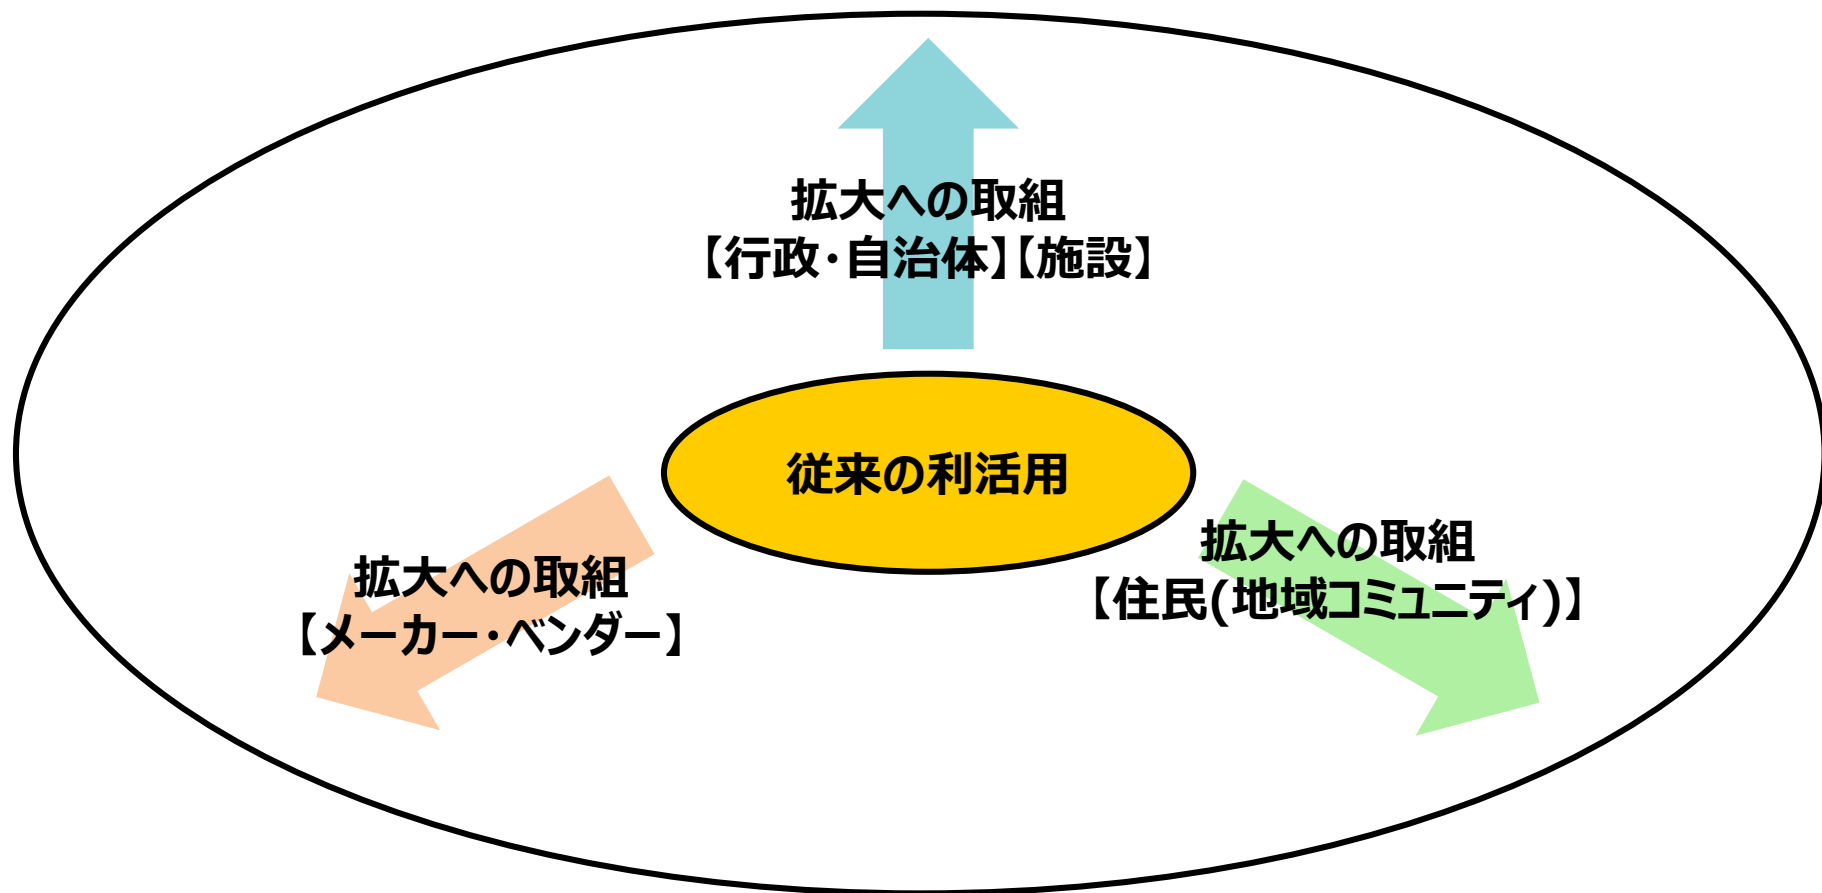 拡大への取組
【行政・自治体】【施設】
従来の利活用
拡大への取組
【メーカー・ベンダー】
拡大への取組
【住民(地域コミュニティ)】